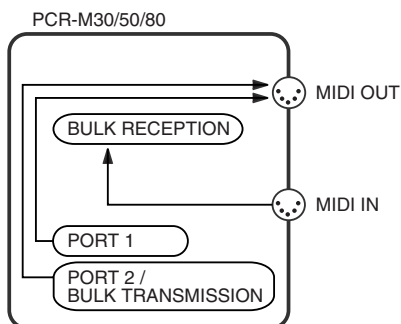 PCR-M30/50/80
MIDI OUT
BULK RECEPTION
MIDI IN
PORT 1
PORT 2 /
BULK TRANSMISSION